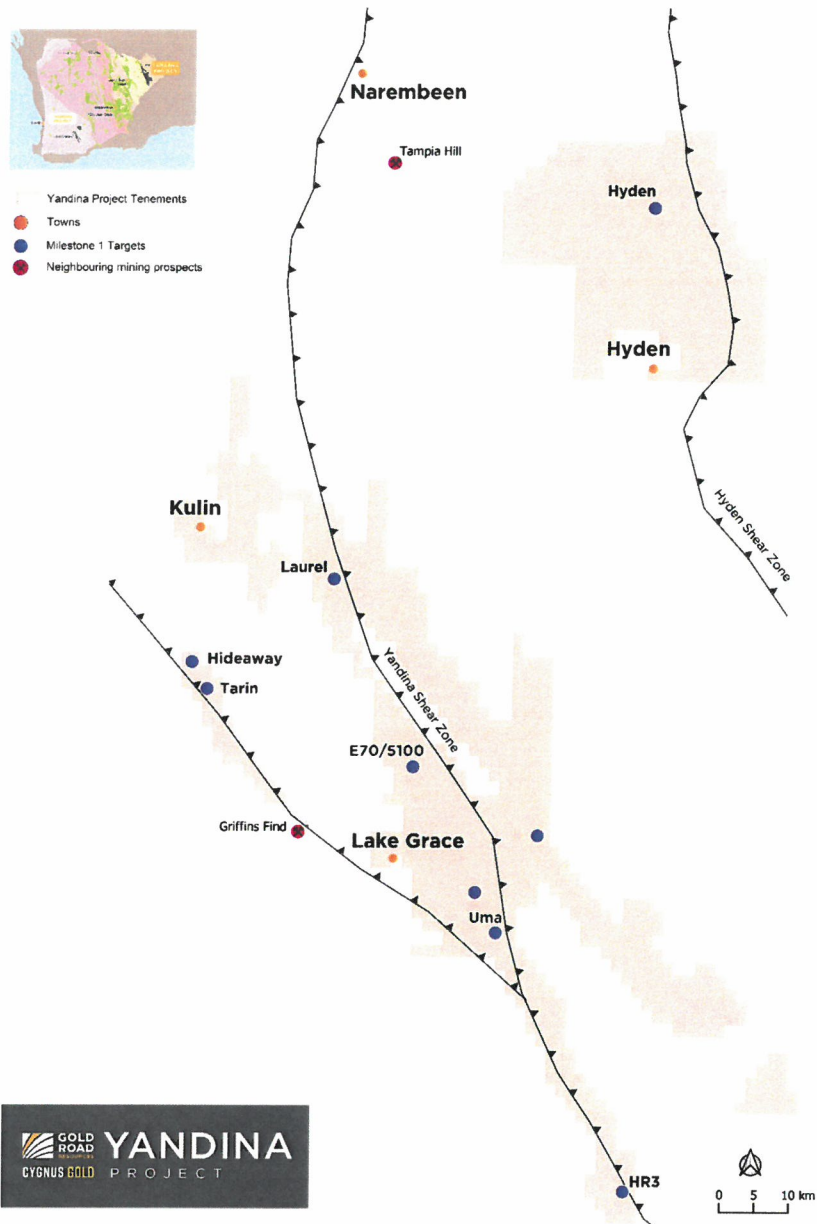 Yandina Project Tenements
Towns
Milestone 1 Targets
Neighbouring mining prospects
Narembeen
Tampia Hill
Hyden
Hyden
Hyden Shear Zone
Kulin
Laurel
Hideaway
Tarin
Yandina Shear Zone
E70/5100
Griffins Find
Lake Grace
Uma
HR3
GOLD
ROAD
RESOURCES
CYGNUS GOLD
YANDINA
PROJECT
0 5 10 km